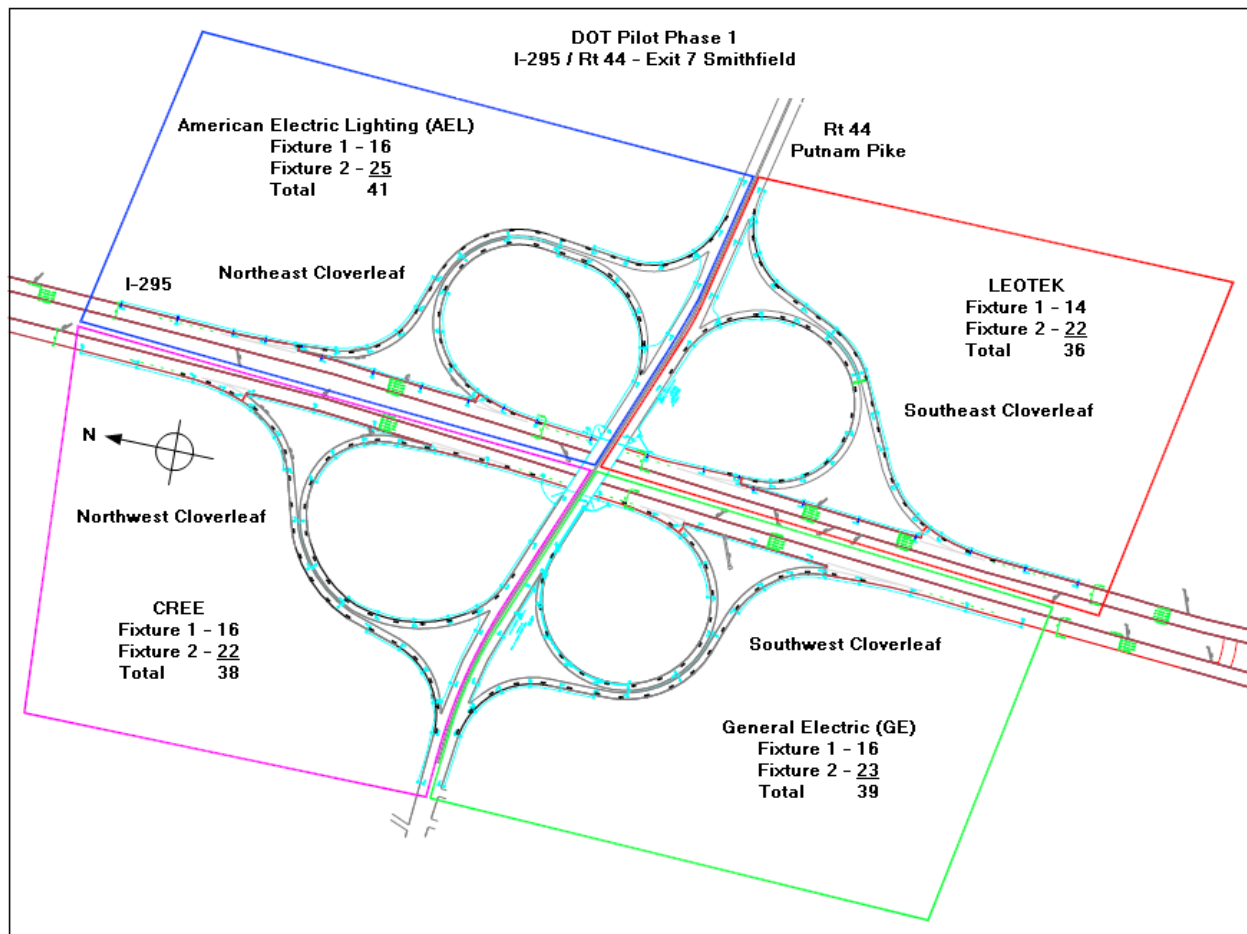 DOT Pilot Phase 1
I-295 / Rt 44 - Exit 7 Smithfield
American Electric Lighting (AEL)
Fixture 1 - 16
Fixture 2 - 25
Total 41
Rt 44
Putnam Pike
Northeast Cloverleaf
I-295
LEOTEK
Fixture 1 - 14
Fixture 2 - 22
Total 36
Southeast Cloverleaf
N
Northwest Cloverleaf
CREE
Fixture 1 - 16
Fixture 2 - 22
Total 38
Southwest Cloverleaf
General Electric (GE)
Fixture 1 - 16
Fixture 2 - 23
Total 39